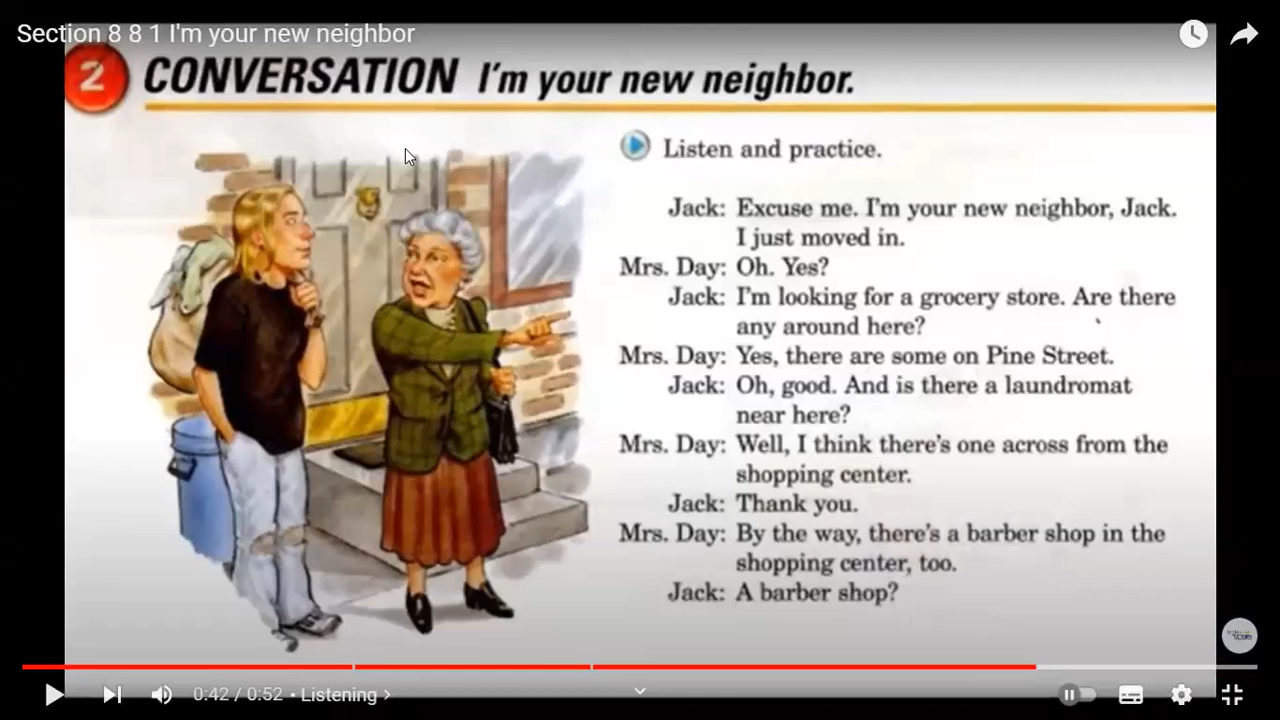 Section 8 8 1 I'm your new neighbor
2 CONVERSATION I'm your new neighbor.
Listen and practice.
Jack: Excuse me. I'm your new neighbor, Jack.
I just moved in.
Mrs. Day: Oh. Yes?
Jack: I'm looking for a grocery store. Are there
any around here?
Mrs. Day: Yes, there are some on Pine Street.
Jack: Oh, good. And is there a laundromat
near here?
Mrs. Day: Well, I think there's one across from the
shopping center.
Jack: Thank you.
Mrs. Day: By the way, there's a barber shop in the
shopping center, too.
Jack: A barber shop?
0:42 / 0:52 • Listening